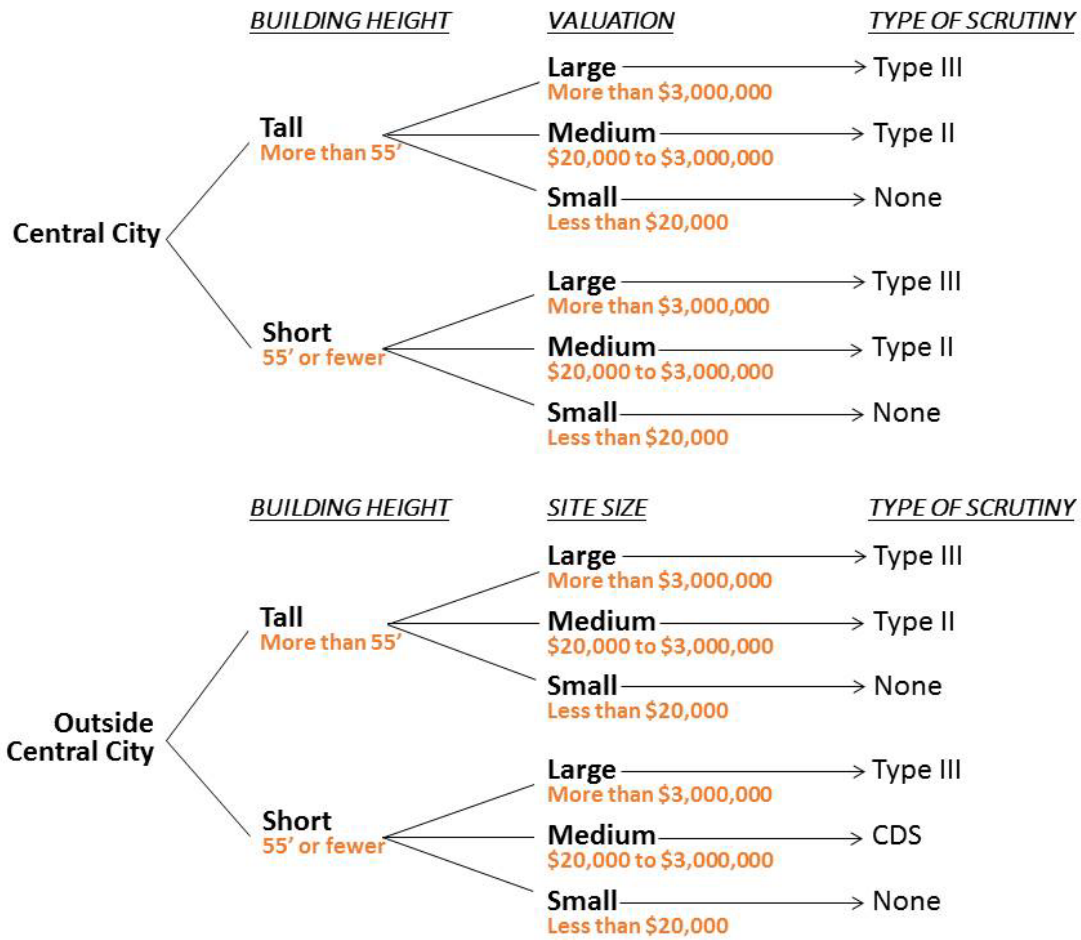 BUILDING HEIGHT VALUATION TYPE OF SCRUTINY
Large Type III
More than $3,000,000
Tall
More than 55'
Medium Type II
$20,000 to $3,000,000
Small None
Less than $20,000
Central City
Large Type III
More than $3,000,000
Short
55' or fewer
Medium Type II
$20,000 to $3,000,000
Small None
Less than $20,000
BUILDING HEIGHT SITE SIZE TYPE OF SCRUTINY
Large Type III
More than $3,000,000
Tall
More than 55'
Medium Type II
$20,000 to $3,000,000
Small None
Less than $20,000
Outside
Central City
Large Type III
More than $3,000,000
Short
55' or fewer
Medium CDS
$20,000 to $3,000,000
Small None
Less than $20,000